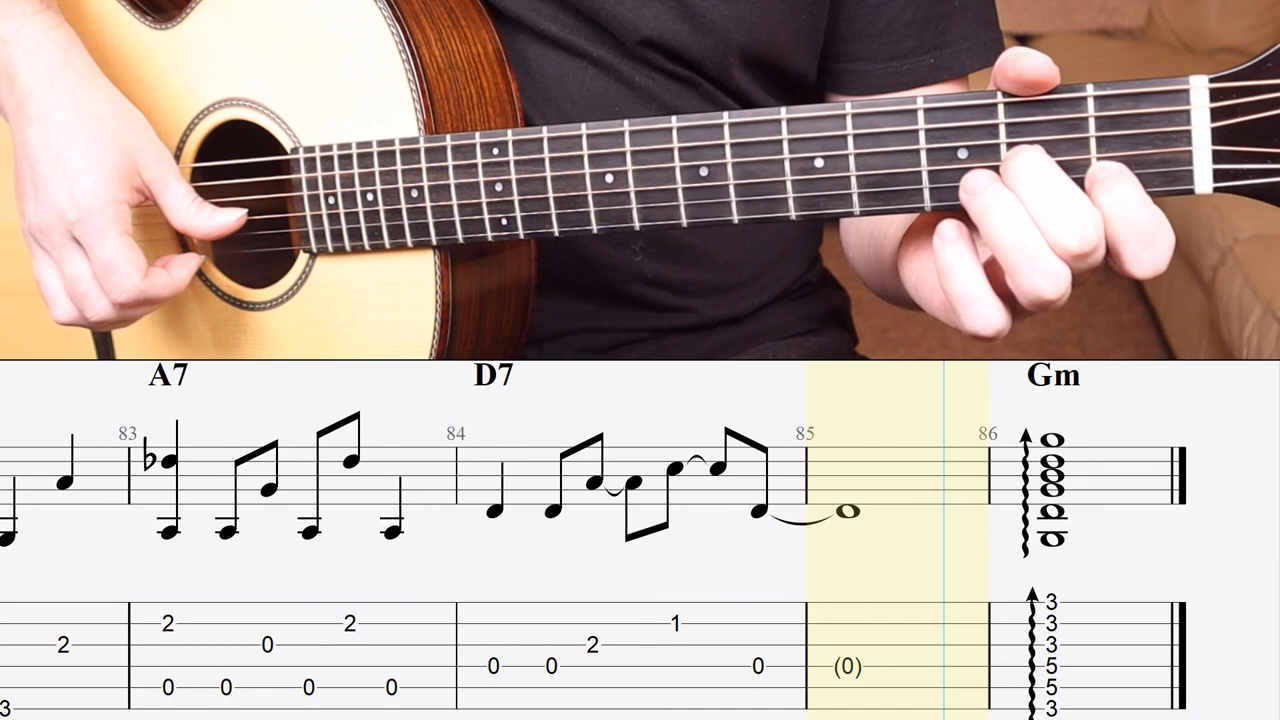 A7 D7 Gm
83 84 85 86
♭
3
2 2 1 3
2 0 2 3
0 0 0 (0) 5
0 0 0 0 5
3 3